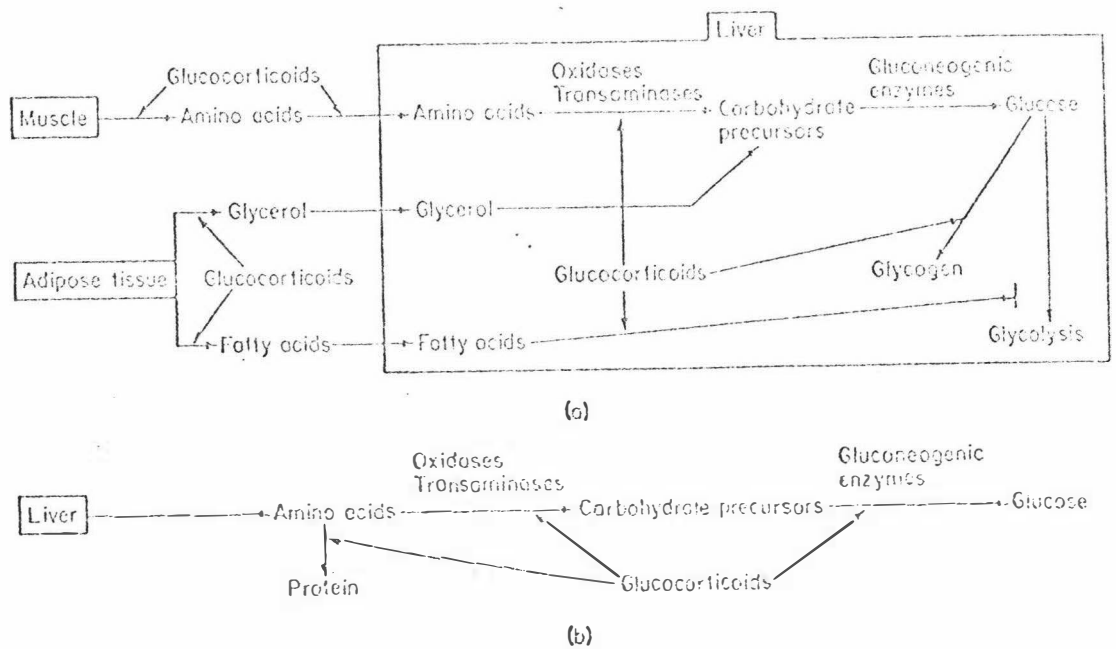 Liver
Glucocorticoids
Oxidases
Transaminases
Gluconeogenic
enzymes
Muscle
Amino acids
Amino acids
Carbohydrate
precursors
Glucose
Glycerol
Glycerol
Adipose tissue
Glucocorticoids
Glucocorticoids
Glycogen
Fatty acids
Fatty acids
Glycolysis
(a)
Oxidases
Transaminases
Gluconeogenic
enzymes
Liver
Amino acids
Carbohydrate precursors
Glucose
Protein
Glucocorticoids
(b)